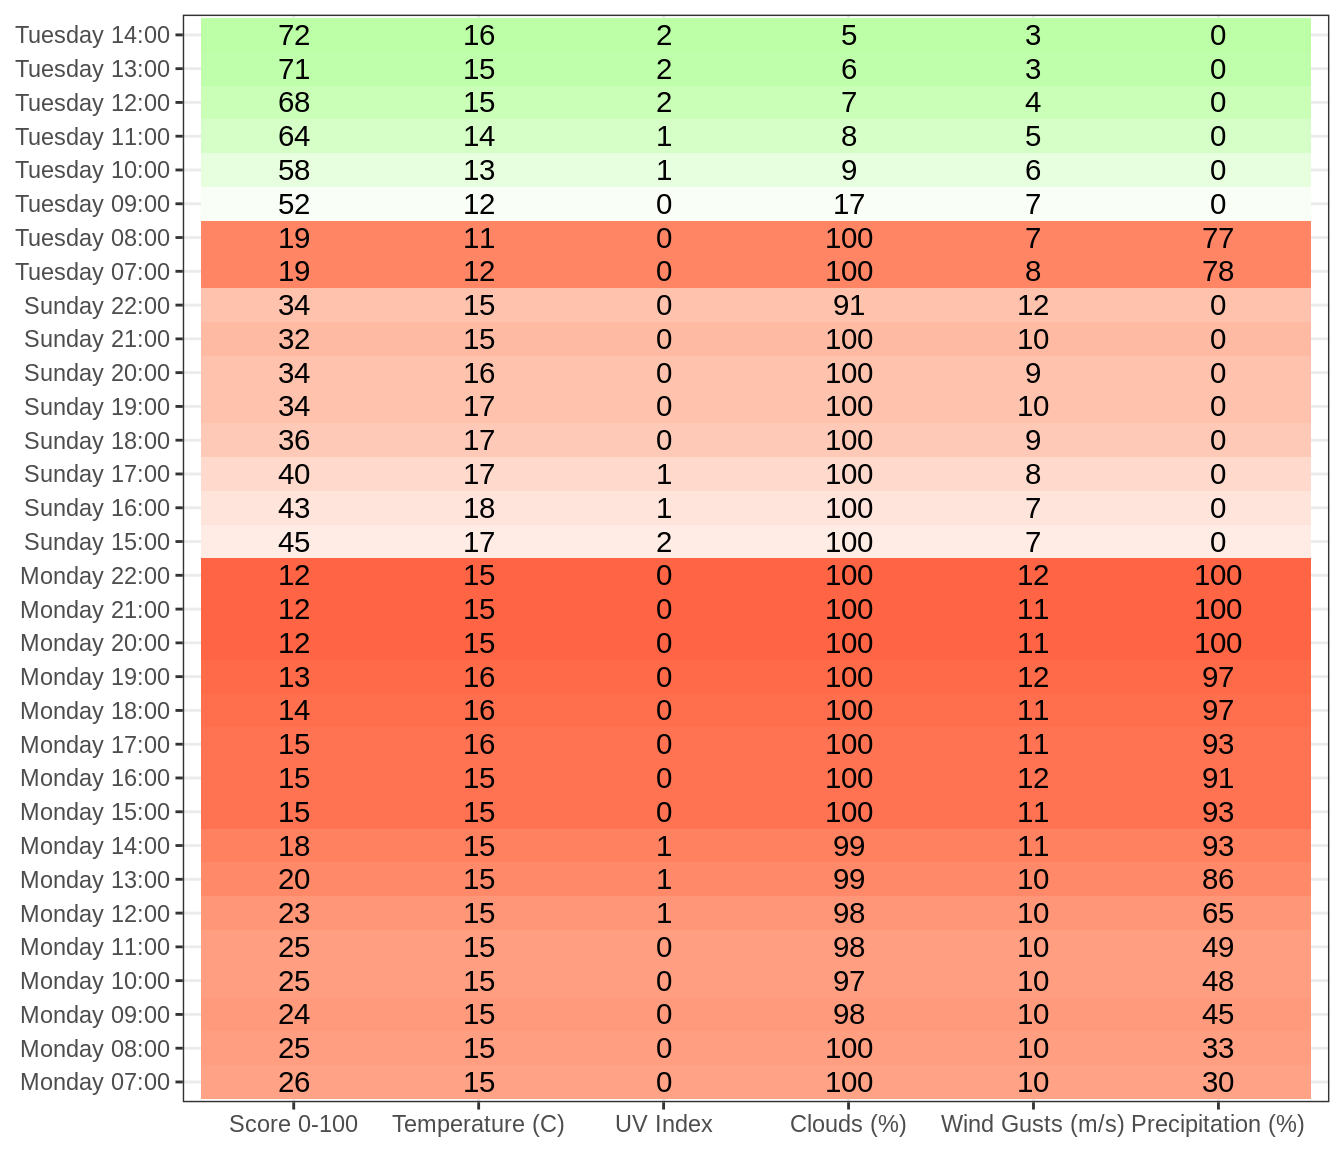 Tuesday 14:00 72 16 2 5 3 0
Tuesday 13:00 71 15 2 6 3 0
Tuesday 12:00 68 15 2 7 4 0
Tuesday 11:00 64 14 1 8 5 0
Tuesday 10:00 58 13 1 9 6 0
Tuesday 09:00 52 12 0 17 7 0
Tuesday 08:00 19 11 0 100 7 77
Tuesday 07:00 19 12 0 100 8 78
Sunday 22:00 34 15 0 91 12 0
Sunday 21:00 32 15 0 100 10 0
Sunday 20:00 34 16 0 100 9 0
Sunday 19:00 34 17 0 100 10 0
Sunday 18:00 36 17 0 100 9 0
Sunday 17:00 40 17 1 100 8 0
Sunday 16:00 43 18 1 100 7 0
Sunday 15:00 45 17 2 100 7 0
Monday 22:00 12 15 0 100 12 100
Monday 21:00 12 15 0 100 11 100
Monday 20:00 12 15 0 100 11 100
Monday 19:00 13 16 0 100 12 97
Monday 18:00 14 16 0 100 11 97
Monday 17:00 15 16 0 100 11 93
Monday 16:00 15 15 0 100 12 91
Monday 15:00 15 15 0 100 11 93
Monday 14:00 18 15 1 99 11 93
Monday 13:00 20 15 1 99 10 86
Monday 12:00 23 15 1 98 10 65
Monday 11:00 25 15 0 98 10 49
Monday 10:00 25 15 0 97 10 48
Monday 09:00 24 15 0 98 10 45
Monday 08:00 25 15 0 100 10 33
Monday 07:00 26 15 0 100 10 30
Score 0-100 Temperature (C) UV Index Clouds (%) Wind Gusts (m/s) Precipitation (%)